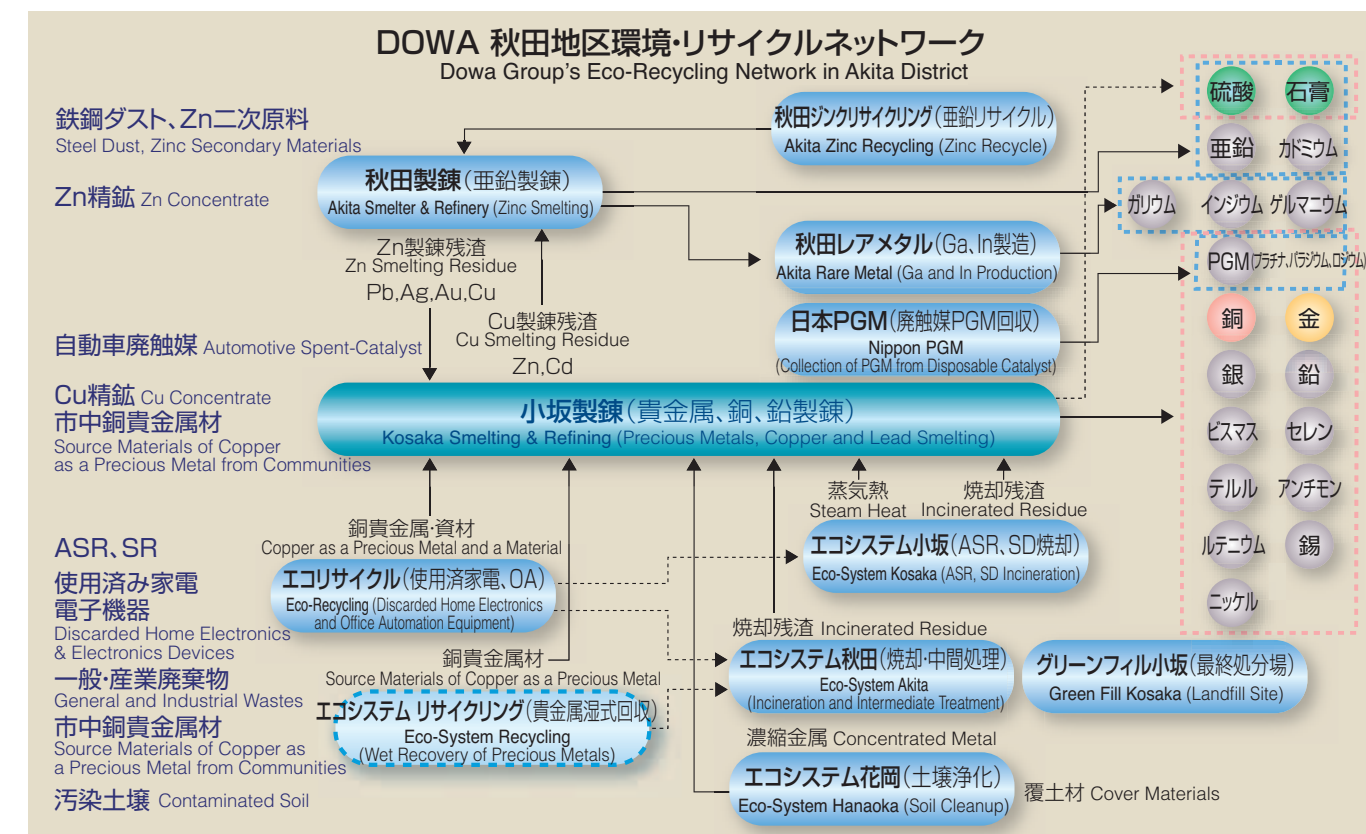 DOWA 秋田地区環境・リサイクルネットワーク
Dowa Group's Eco-Recycling Network in Akita District
鉄鋼ダスト、Zn二次原料
Steel Dust, Zinc Secondary Materials
Zn精鉱 Zn Concentrate
自動車廃触媒 Automotive Spent-Catalyst
Cu精鉱 Cu Concentrate
市中銅貴金属材
Source Materials of Copper
as a Precious Metal from Communities
ASR、SR
使用済み家電
電子機器
Discarded Home Electronics
& Electronics Devices
一般・産業廃棄物
General and Industrial Wastes
市中銅貴金属材
Source Materials of Copper as
a Precious Metal from Communities
汚染土壌 Contaminated Soil
秋田ジンクリサイクリング(亜鉛リサイクル)
Akita Zinc Recycling (Zinc Recycle)
秋田製錬(亜鉛製錬)
Akita Smelter & Refinery (Zinc Smelting)
Zn製錬残渣
Zn Smelting Residue
Pb,Ag,Au,Cu
Cu製錬残渣
Cu Smelting Residue
Zn,Cd
秋田レアメタル(Ga、In製造)
Akita Rare Metal (Ga and In Production)
日本PGM(廃触媒PGM回収)
Nippon PGM
(Collection of PGM from Disposable Catalyst)
小坂製錬(貴金属、銅、鉛製錬)
Kosaka Smelting & Refining (Precious Metals, Copper and Lead Smelting)
銅貴金属・資材
Copper as a Precious Metal and a Material
蒸気熱
Steam Heat
焼却残渣
Incinerated Residue
エコリサイクル(使用済家電、OA)
Eco-Recycling (Discarded Home Electronics
and Office Automation Equipment)
エコシステム小坂(ASR、SD焼却)
Eco-System Kosaka (ASR, SD Incineration)
銅貴金属材
Source Materials of Copper as a Precious Metal
エコシステム リサイクリング(貴金属湿式回収)
Eco-System Recycling
(Wet Recovery of Precious Metals)
焼却残渣 Incinerated Residue
エコシステム秋田(焼却・中間処理)
Eco-System Akita
(Incineration and Intermediate Treatment)
グリーンフィル小坂(最終処分場)
Green Fill Kosaka (Landfill Site)
濃縮金属 Concentrated Metal
エコシステム花岡(土壌浄化)
Eco-System Hanaoka (Soil Cleanup)
覆土材 Cover Materials
硫酸 石膏
亜鉛 カドミウム
ガリウム インジウム ゲルマニウム
PGM(プラチナ、パラジウム、ロジウム)
銅 金
銀 鉛
ビスマス セレン
テルル アンチモン
ルテニウム 錫
ニッケル